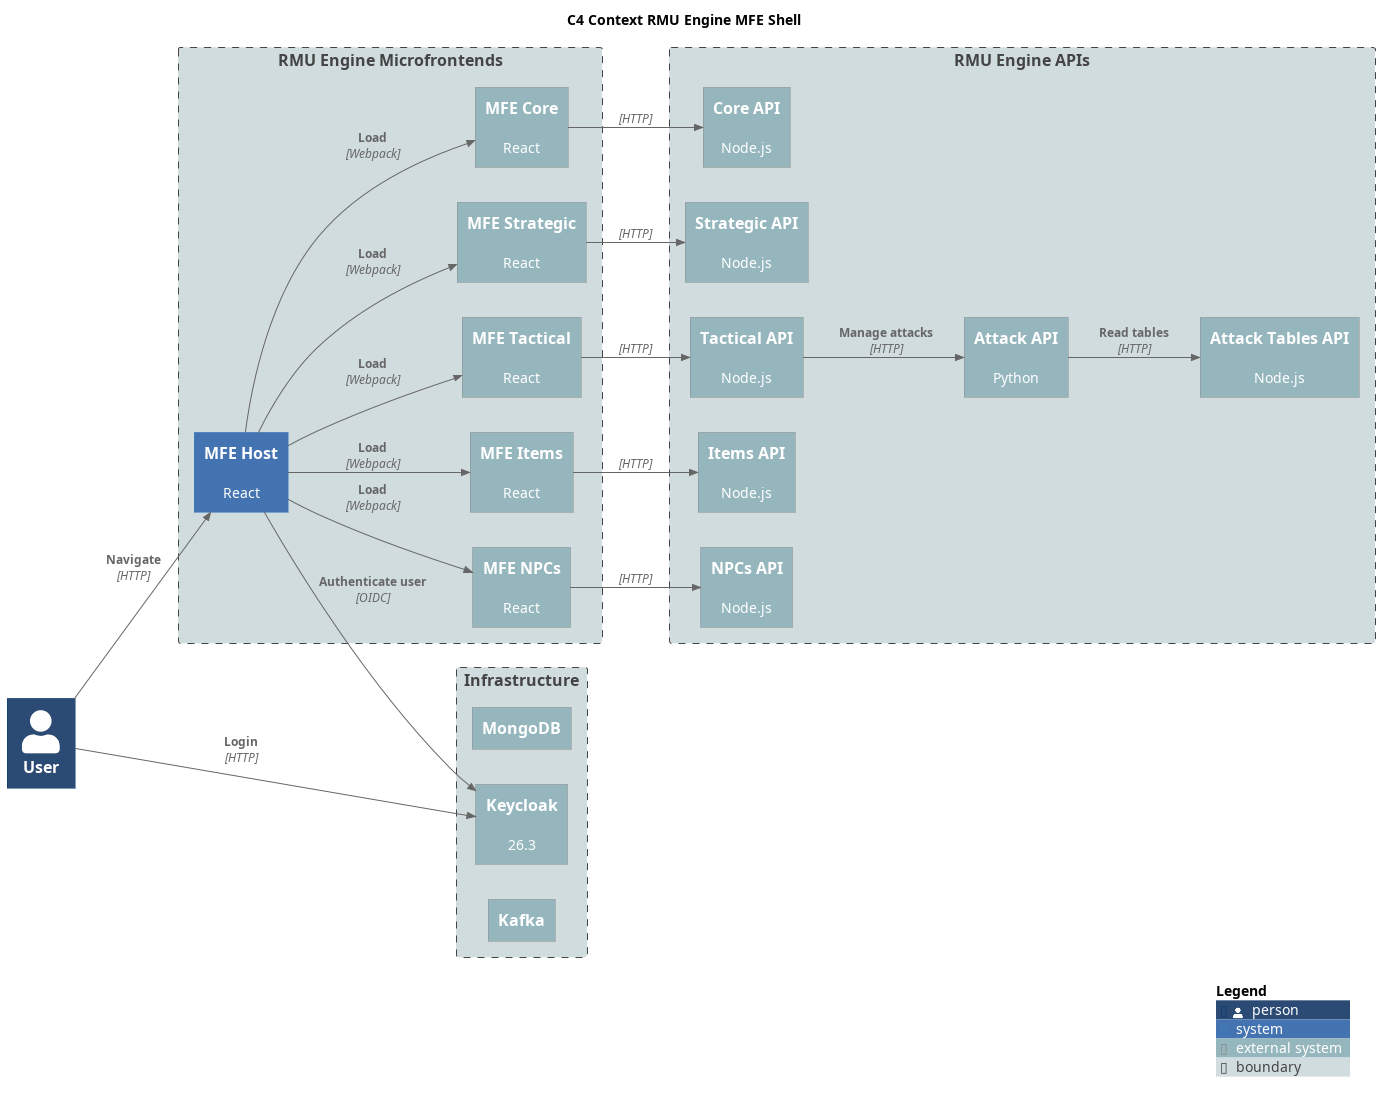 C4 Context RMU Engine MFE Shell
RMU Engine Microfrontends
RMU Engine APIs
MFE Core
React
Core API
Node.js
[HTTP]
Load
[Webpack]
MFE Strategic
React
Strategic API
Node.js
[HTTP]
Load
[Webpack]
MFE Tactical
React
Tactical API
Node.js
[HTTP]
Load
[Webpack]
Manage attacks
[HTTP]
Attack API
Python
Read tables
[HTTP]
Attack Tables API
Node.js
MFE Host
React
Load
[Webpack]
MFE Items
React
[HTTP]
Items API
Node.js
Load
[Webpack]
MFE NPCs
React
[HTTP]
NPCs API
Node.js
Navigate
[HTTP]
Authenticate user
[OIDC]
Infrastructure
MongoDB
User
Login
[HTTP]
Keycloak
26.3
Kafka
Legend
person
system
external system
boundary